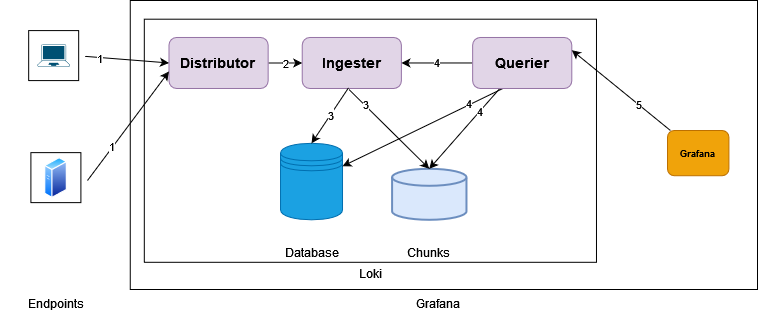 Distributor
Ingester
Querier
1
2
4
5
1
3
3
4
4
Grafana
Database
Chunks
Loki
Endpoints
Grafana